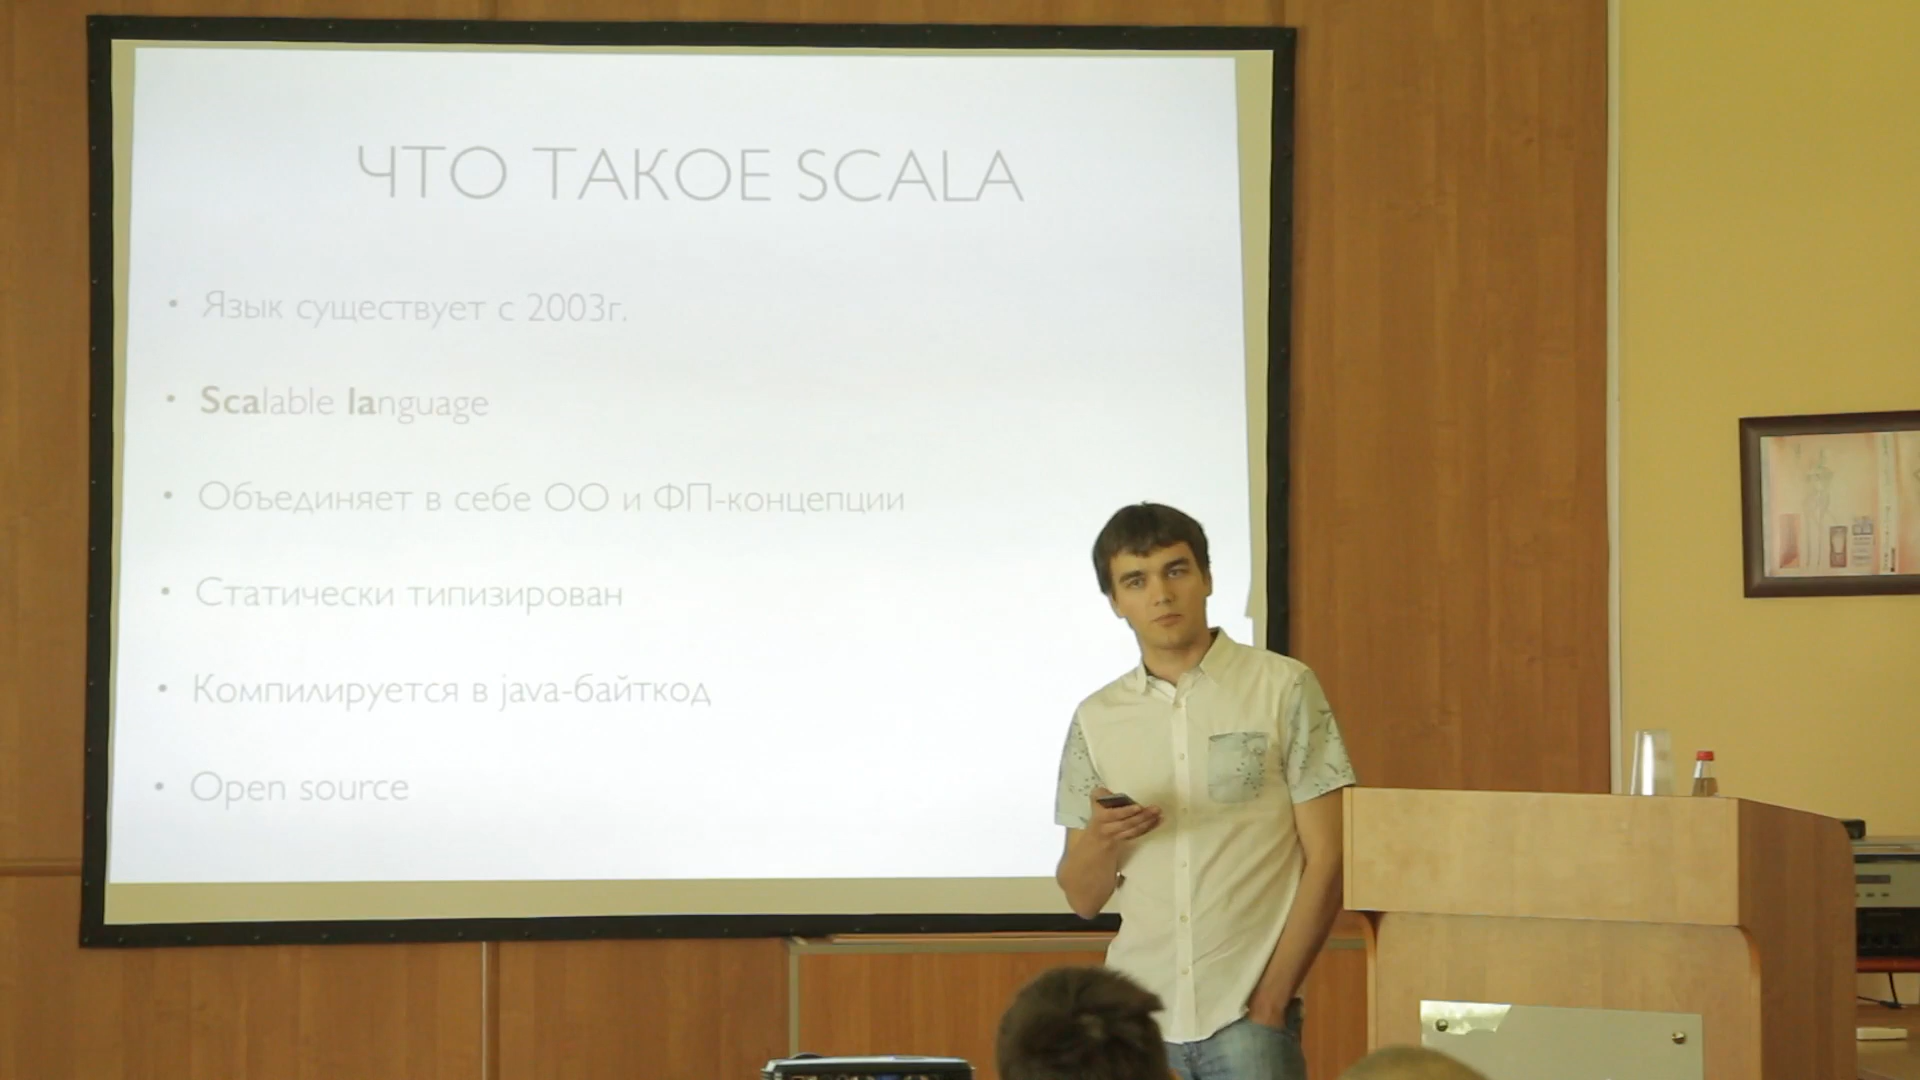 ЧТО ТАКОЕ SCALA
• Язык существует с 2003г.
• Scalable language
• Объединяет в себе ОО и ФП-концепции
• Статически типизирован
• Компилируется в java-байткод
• Open source